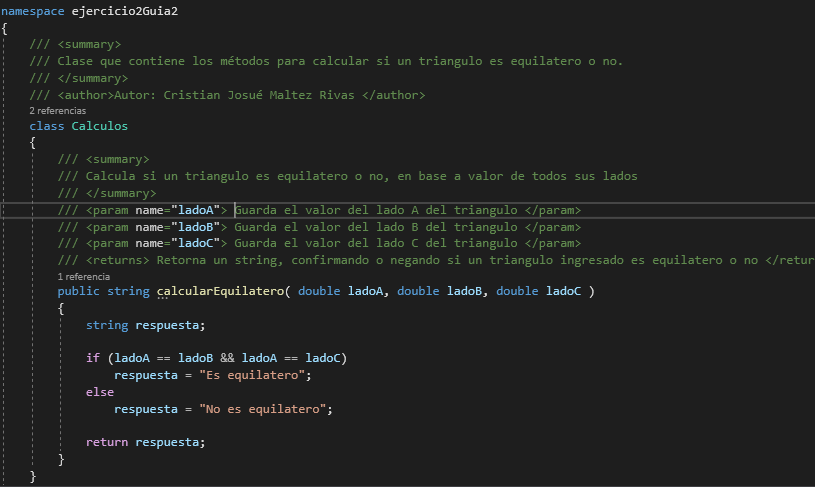 namespace ejercicio2Guia2
{
/// <summary>
/// Clase que contiene los métodos para calcular si un triangulo es equilatero o no.
/// </summary>
/// <author>Autor: Cristian Josué Maltez Rivas </author>
2 referencias
class Calculos
{
/// <summary>
/// Calcula si un triangulo es equilatero o no, en base a valor de todos sus lados
/// </summary>
/// <param name="ladoA"> Guarda el valor del lado A del triangulo </param>
/// <param name="ladoB"> Guarda el valor del lado B del triangulo </param>
/// <param name="ladoC"> Guarda el valor del lado C del triangulo </param>
/// <returns> Retorna un string, confirmando o negando si un triangulo ingresado es equilatero o no </retur
1 referencia
public string calcularEquilatero( double ladoA, double ladoB, double ladoC )
{
string respuesta;
if (ladoA == ladoB && ladoA == ladoC)
respuesta = "Es equilatero";
else
respuesta = "No es equilatero";
return respuesta;
}
}